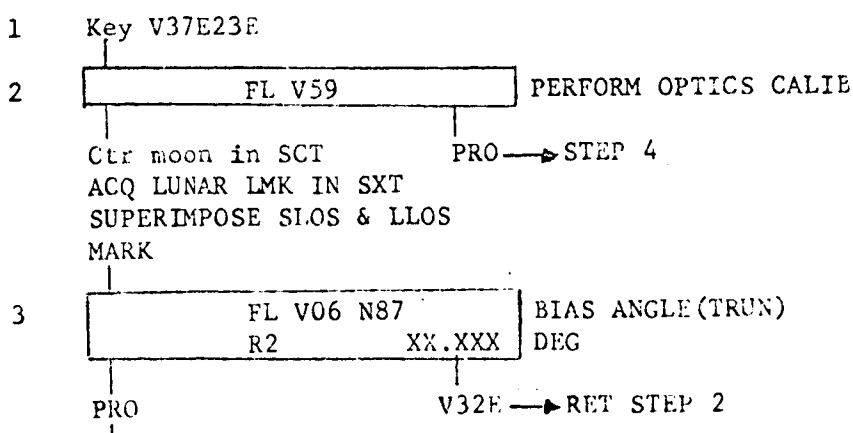 1 Key V37E23E
2 FL V59 PERFORM OPTICS CALIB
Ctr moon in SCT PRO STEP 4
ACQ LUNAR LMK IN SXT
SUPERIMPOSE SLOS & LLOS
MARK
3 FL V06 N87 BIAS ANGLE(TRUN)
R2 XX.XXX DEG
PRO V32E RET STEP 2